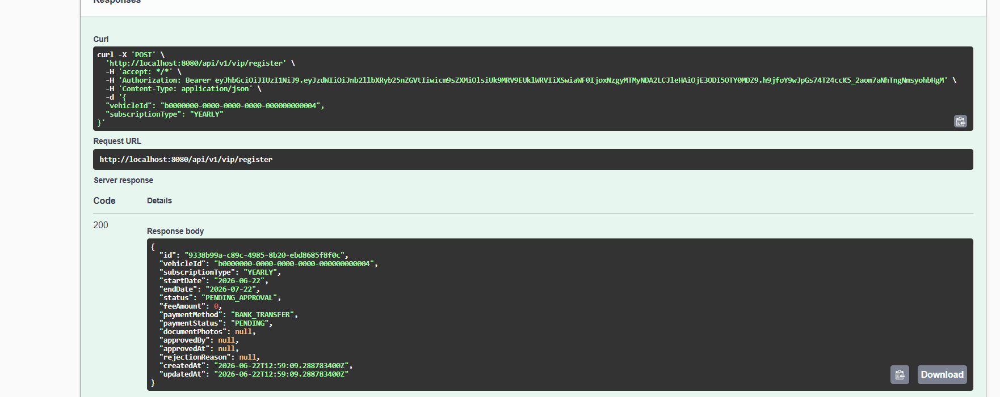 Responses
Curl
curl -X 'POST' \
  'http://localhost:8080/api/v1/vip/register' \
  -H 'accept: */*' \
  -H 'Authorization: Bearer eyJhbGciOiJIUzI1NiJ9.eyJzdWIiOiJnb2llbXRyb25nZGVtIiwicm9sZXMiOlsiUk9MRV9EUklWRVIiXSwiaWF0IjoxNzgyMTMyNDA2LCJleHAiOjE3ODI5OTY0MDZ9.h9jfoY9wJpGs74T24ccK5_2aom7aNhTngNmsyohbHgM' \
  -H 'Content-Type: application/json' \
  -d '{
  "vehicleId": "b0000000-0000-0000-0000-000000000004",
  "subscriptionType": "YEARLY"
}'
Request URL
http://localhost:8080/api/v1/vip/register
Server response
Code Details
200
Response body
{
  "id": "9338b99a-c89c-4985-8b20-ebd8685f8f0c",
  "vehicleId": "b0000000-0000-0000-0000-000000000004",
  "subscriptionType": "YEARLY",
  "startDate": "2026-06-22",
  "endDate": "2026-07-22",
  "status": "PENDING_APPROVAL",
  "feeAmount": 0,
  "paymentMethod": "BANK_TRANSFER",
  "paymentStatus": "PENDING",
  "documentPhotos": null,
  "approvedBy": null,
  "approvedAt": null,
  "rejectionReason": null,
  "createdAt": "2026-06-22T12:59:09.288783400Z",
  "updatedAt": "2026-06-22T12:59:09.288783400Z"
}
Download